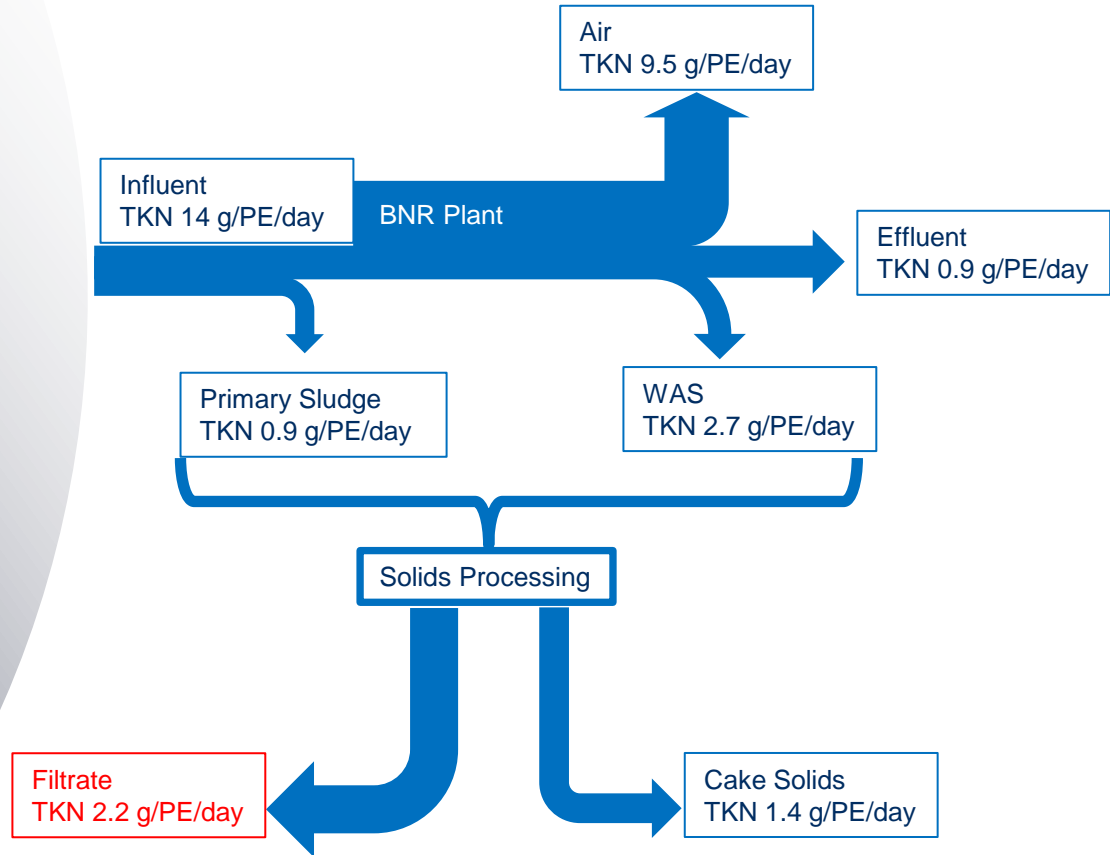 Air
TKN 9.5 g/PE/day
Influent
TKN 14 g/PE/day
BNR Plant
Effluent
TKN 0.9 g/PE/day
Primary Sludge
TKN 0.9 g/PE/day
WAS
TKN 2.7 g/PE/day
Solids Processing
Filtrate
TKN 2.2 g/PE/day
Cake Solids
TKN 1.4 g/PE/day